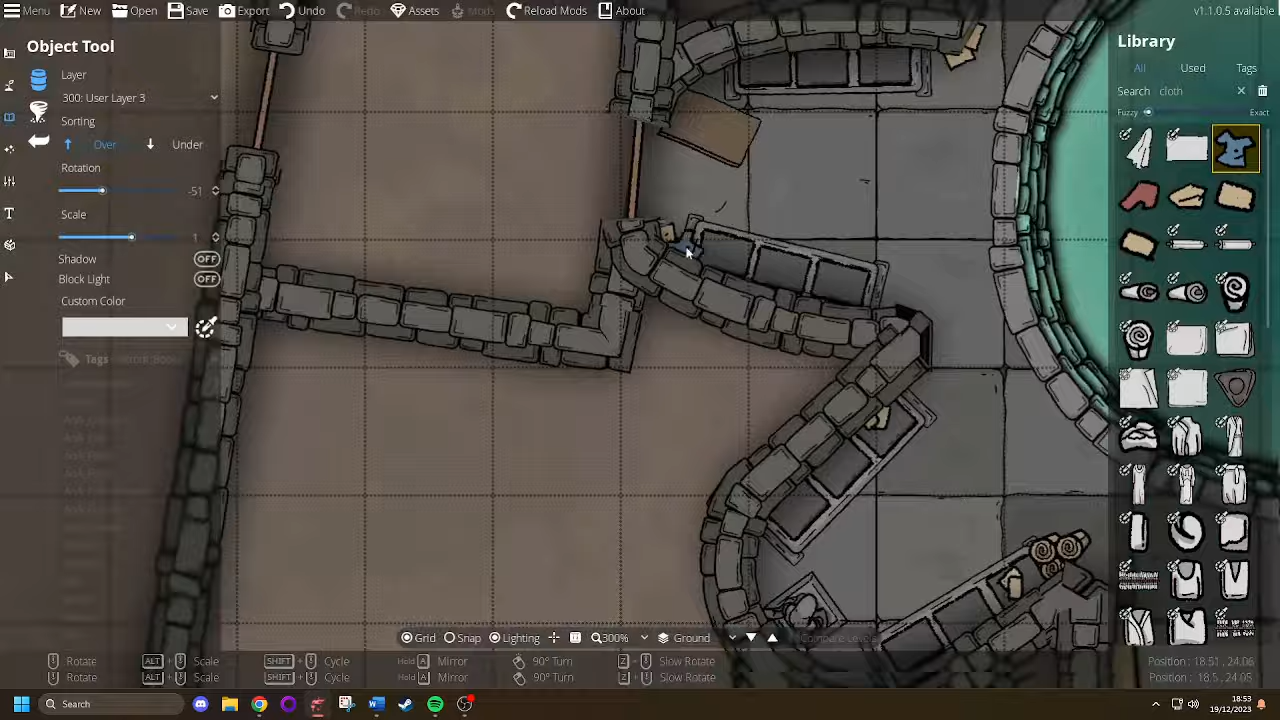 Menu New Open Save Export Undo Redo Assets Mods Reload Mods About v1.1.0.5 available
Object Tool
Layer
300: User Layer 3
Sorting
Over Under
Rotation
-51
Scale
1
Shadow OFF
Block Light OFF
Custom Color
Tags
Library
All Used Tags
Search cloth
Fuzzy Exact
Grid Snap Lighting 300% Ground Compare Levels
Rotate ALT + Scale SHIFT + Cycle Hold A Mirror 90° Turn Z + Slow Rotate Position : 18.51, 24.06
Rotate ALT + Scale SHIFT + Cycle Hold A Mirror 90° Turn Z + Slow Rotate Position : 18.5, 24.05
Search
18:53
19/12/2023